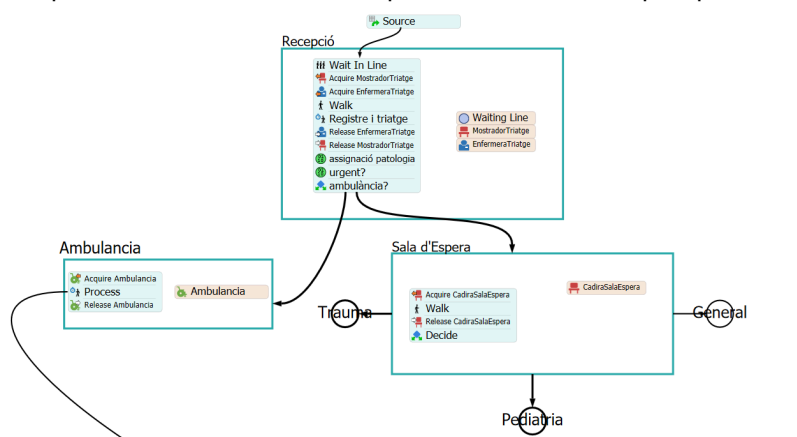 Source
Recepció
Wait In Line
Acquire MostradorTriatge
Acquire EnfermeraTriatge
Walk
Registre i triatge
Release EnfermeraTriatge
Release MostradorTriatge
assignació patologia
urgent?
ambulància?
Waiting Line
MostradorTriatge
EnfermeraTriatge
Ambulancia
Acquire Ambulancia
Process
Release Ambulancia
Ambulancia
Sala d'Espera
Acquire CadiraSalaEspera
Walk
Release CadiraSalaEspera
Decide
CadiraSalaEspera
Trauma
General
Pediatria